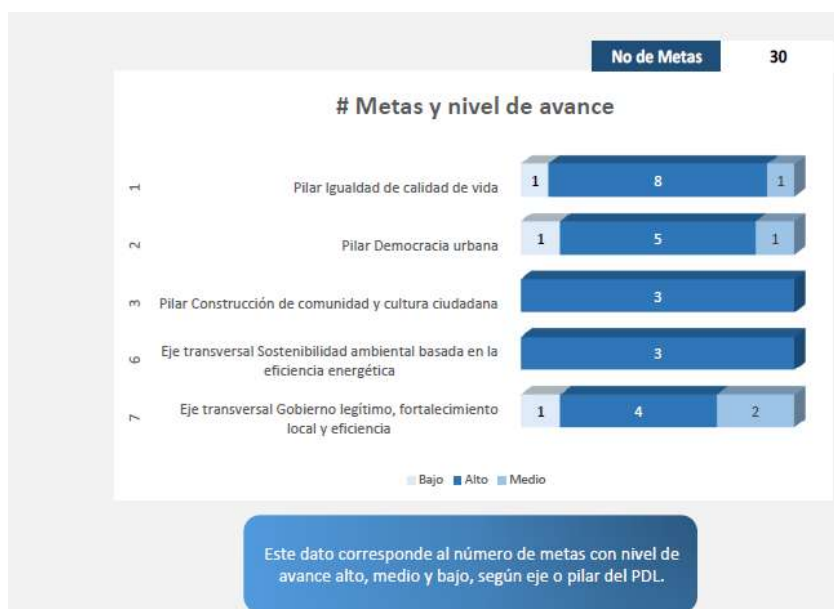 No de Metas 30
# Metas y nivel de avance
1 Pilar Igualdad de calidad de vida 1 8 1
2 Pilar Democracia urbana 1 5 1
3 Pilar Construcción de comunidad y cultura ciudadana 3
6 Eje transversal Sostenibilidad ambiental basada en la
eficiencia energética 3
7 Eje transversal Gobierno legítimo, fortalecimiento
local y eficiencia 1 4 2
Bajo Alto Medio
Este dato corresponde al número de metas con nivel de
avance alto, medio y bajo, según eje o pilar del PDL.